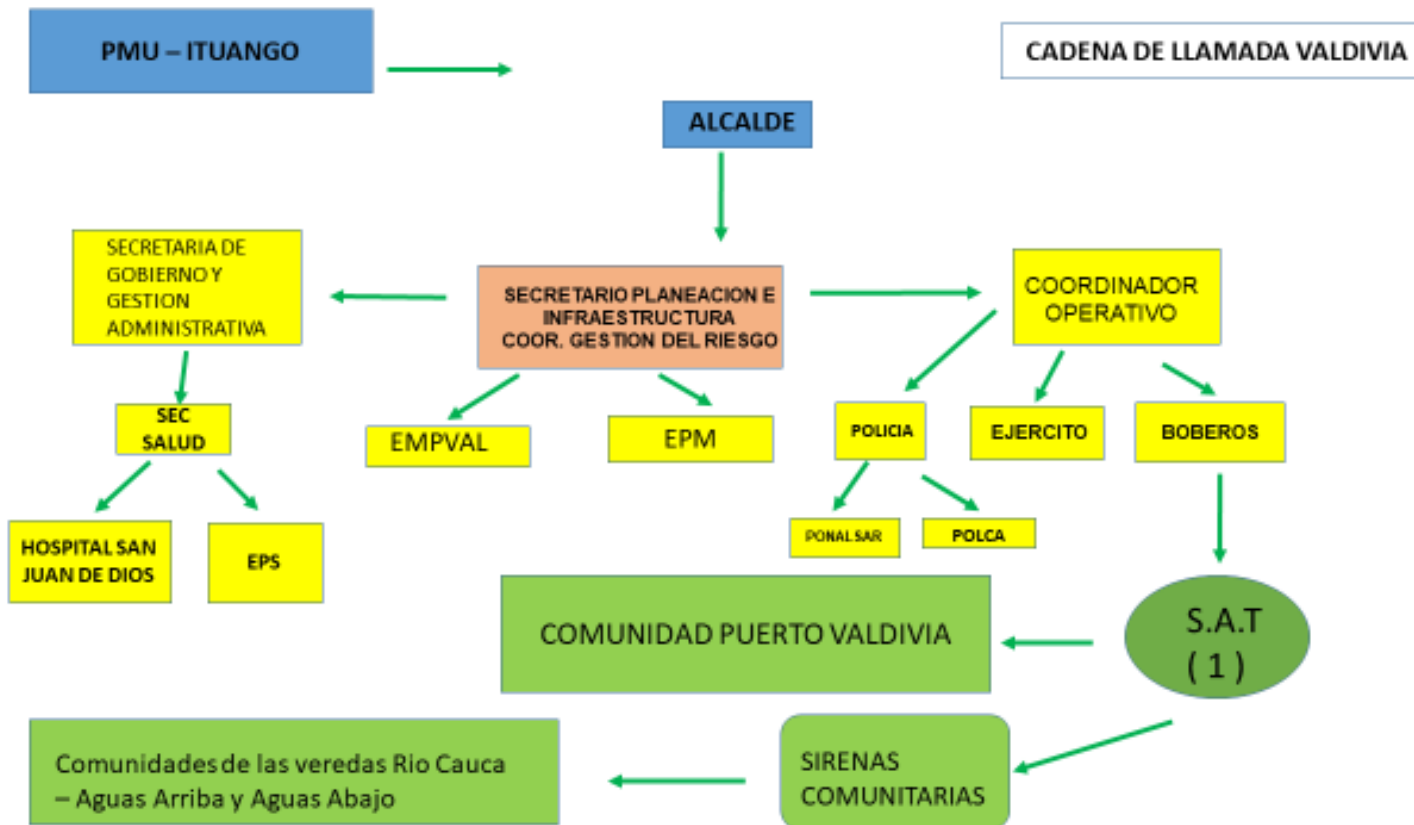 PMU – ITUANGO
CADENA DE LLAMADA VALDIVIA
ALCALDE
SECRETARIA DE
GOBIERNO Y
GESTION
ADMINISTRATIVA
SECRETARIO PLANEACION E
INFRAESTRUCTURA
COOR. GESTION DEL RIESGO
COORDINADOR
OPERATIVO
SEC
SALUD
EMPVAL
EPM
POLICIA
EJERCITO
BOBEROS
HOSPITAL SAN
JUAN DE DIOS
EPS
PONALSAR
POLCA
COMUNIDAD PUERTO VALDIVIA
S.A.T
( 1 )
Comunidades de las veredas Rio Cauca
– Aguas Arriba y Aguas Abajo
SIRENAS
COMUNITARIAS